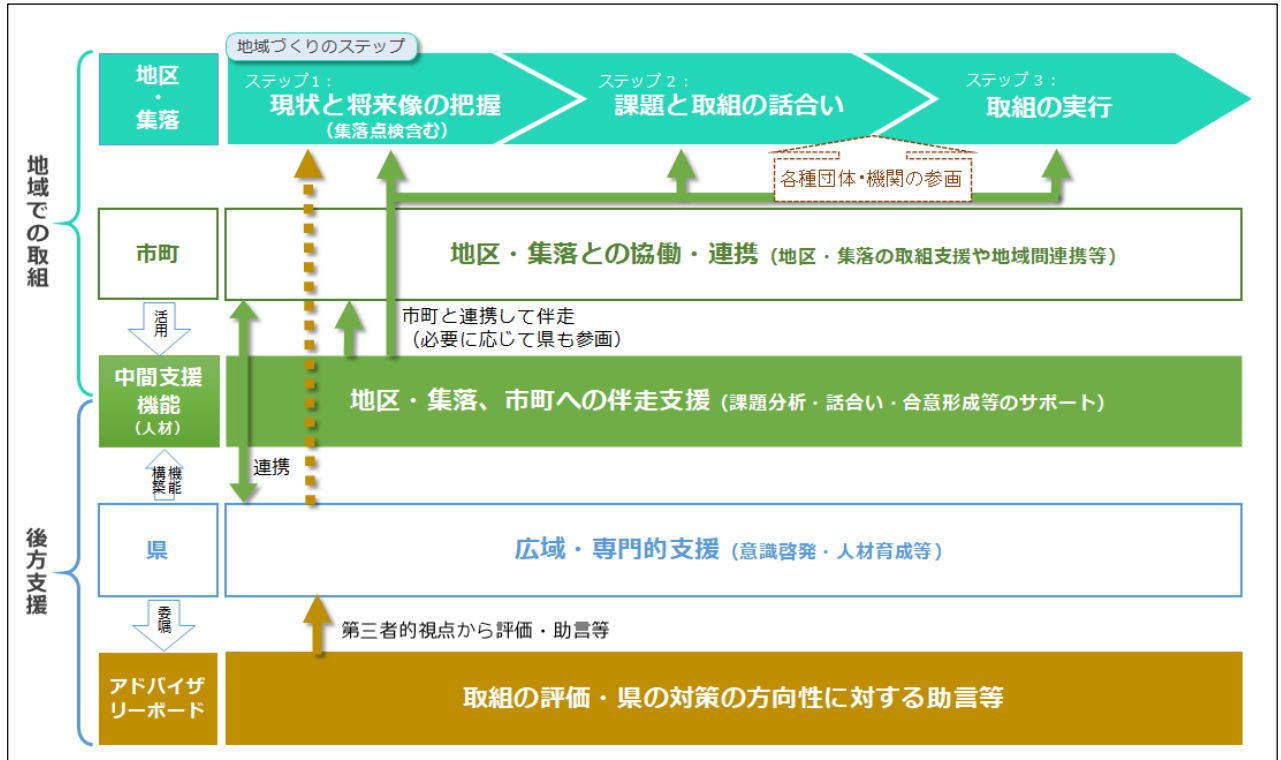 地域での取組
後方支援
地域づくりのステップ
地区
・
集落
ステップ1：
現状と将来像の把握
（集落点検含む）
ステップ2：
課題と取組の話合い
ステップ3：
取組の実行
各種団体・機関の参画
市町
地区・集落との協働・連携（地区・集落の取組支援や地域間連携等）
活用
市町と連携して伴走
（必要に応じて県も参画）
中間支援
機能
（人材）
地区・集落、市町への伴走支援（課題分析・話合い・合意形成等のサポート）
機能
構築
連携
県
広域・専門的支援（意識啓発・人材育成等）
委嘱
第三者的視点から評価・助言等
アドバイザ
リーボード
取組の評価・県の対策の方向性に対する助言等